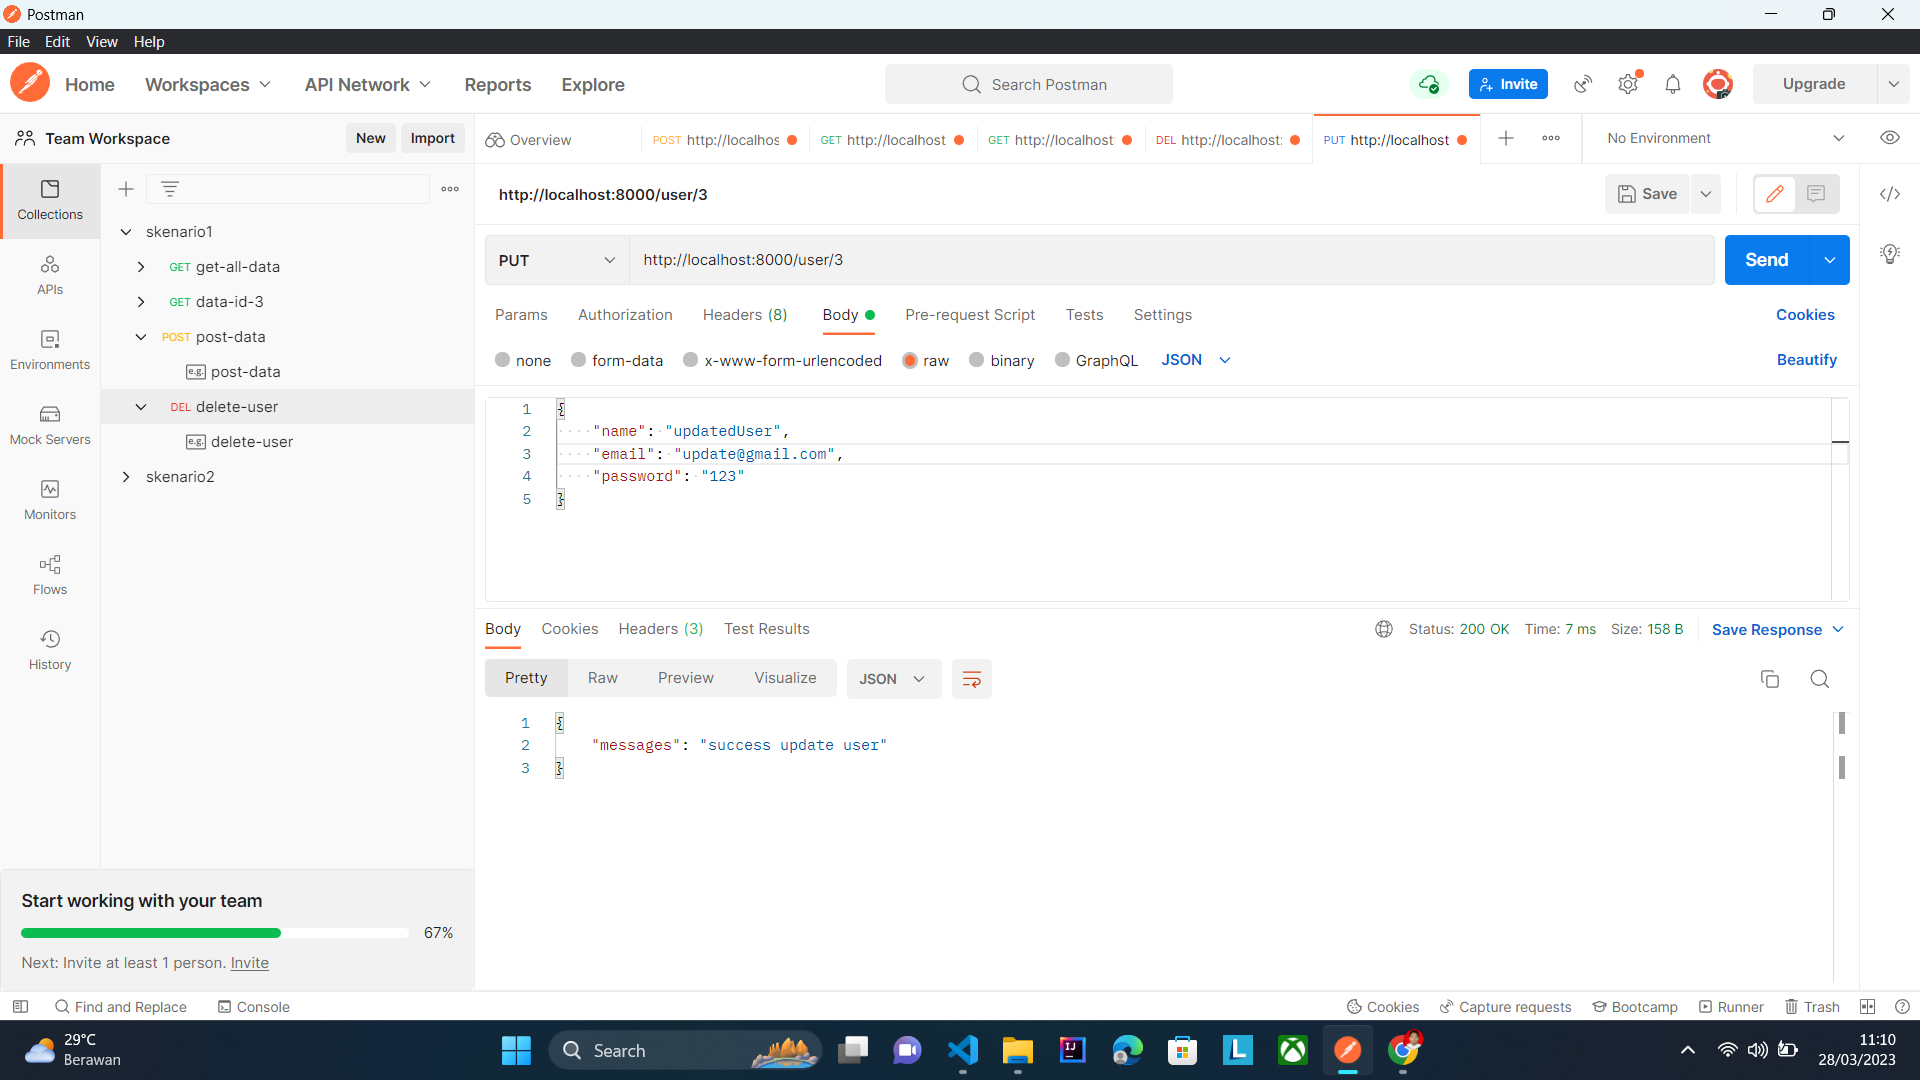 Postman
File Edit View Help
Home Workspaces API Network Reports Explore
Search Postman
Invite
Upgrade
Team Workspace
New Import
Overview
POST http://localhos
GET http://localhost
GET http://localhost:
DEL http://localhost:
PUT http://localhost
No Environment
Collections
APIs
Environments
Mock Servers
Monitors
Flows
History
skenario1
GET get-all-data
GET data-id-3
POST post-data
e.g. post-data
DEL delete-user
e.g. delete-user
skenario2
http://localhost:8000/user/3
Save
PUT http://localhost:8000/user/3
Send
Params Authorization Headers (8) Body Pre-request Script Tests Settings
Cookies
none form-data x-www-form-urlencoded raw binary GraphQL JSON
Beautify
1 {
2 "name": "updatedUser",
3 "email": "update@gmail.com",
4 "password": "123"
5 }
Body Cookies Headers (3) Test Results
Status: 200 OK Time: 7 ms Size: 158 B Save Response
Pretty Raw Preview Visualize JSON
1 {
2 "messages": "success update user"
3 }
Start working with your team
67%
Next: Invite at least 1 person. Invite
Find and Replace Console
Cookies Capture requests Bootcamp Runner Trash
29°C
Berawan
Search
IJ
L
11:10
28/03/2023